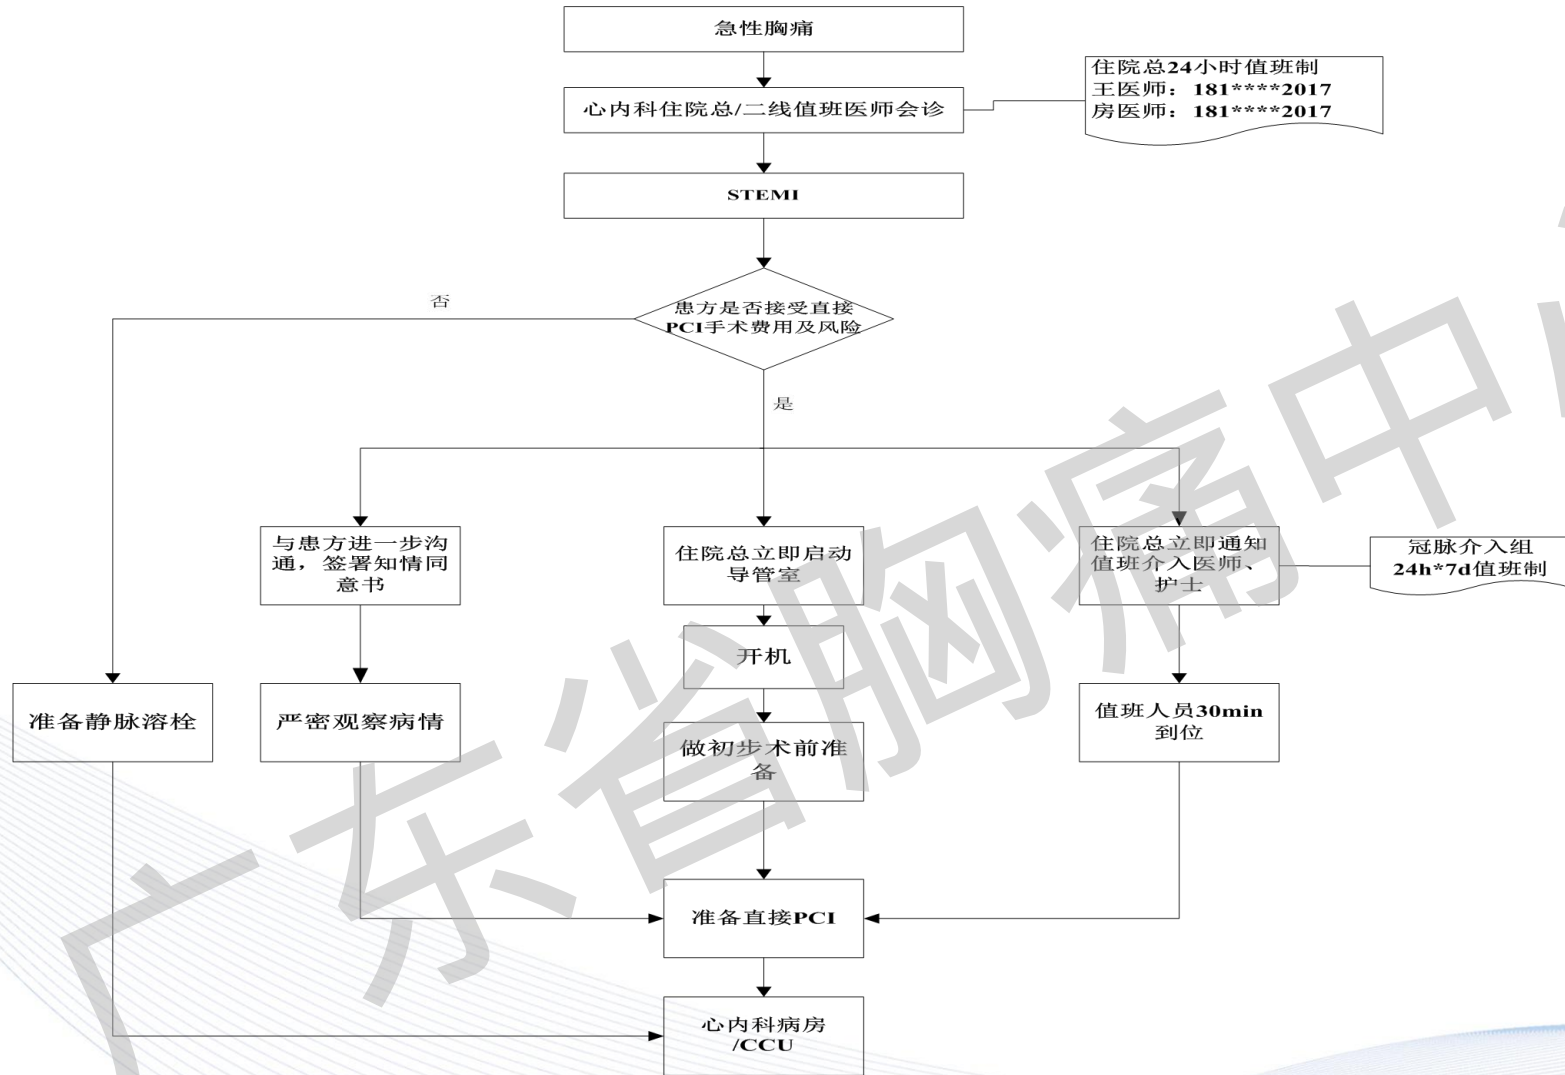 急性胸痛
心内科住院总/二线值班医师会诊
住院总24小时值班制
王医师：181****2017
房医师：181****2017
STEMI
患方是否接受直接
PCI手术费用及风险
否
是
与患方进一步沟
通，签署知情同
意书
住院总立即启动
导管室
住院总立即通知
值班介入医师、
护士
冠脉介入组
24h*7d值班制
开机
准备静脉溶栓
严密观察病情
做初步术前准
备
值班人员30min
到位
准备直接PCI
心内科病房
/CCU
广东省胸痛中